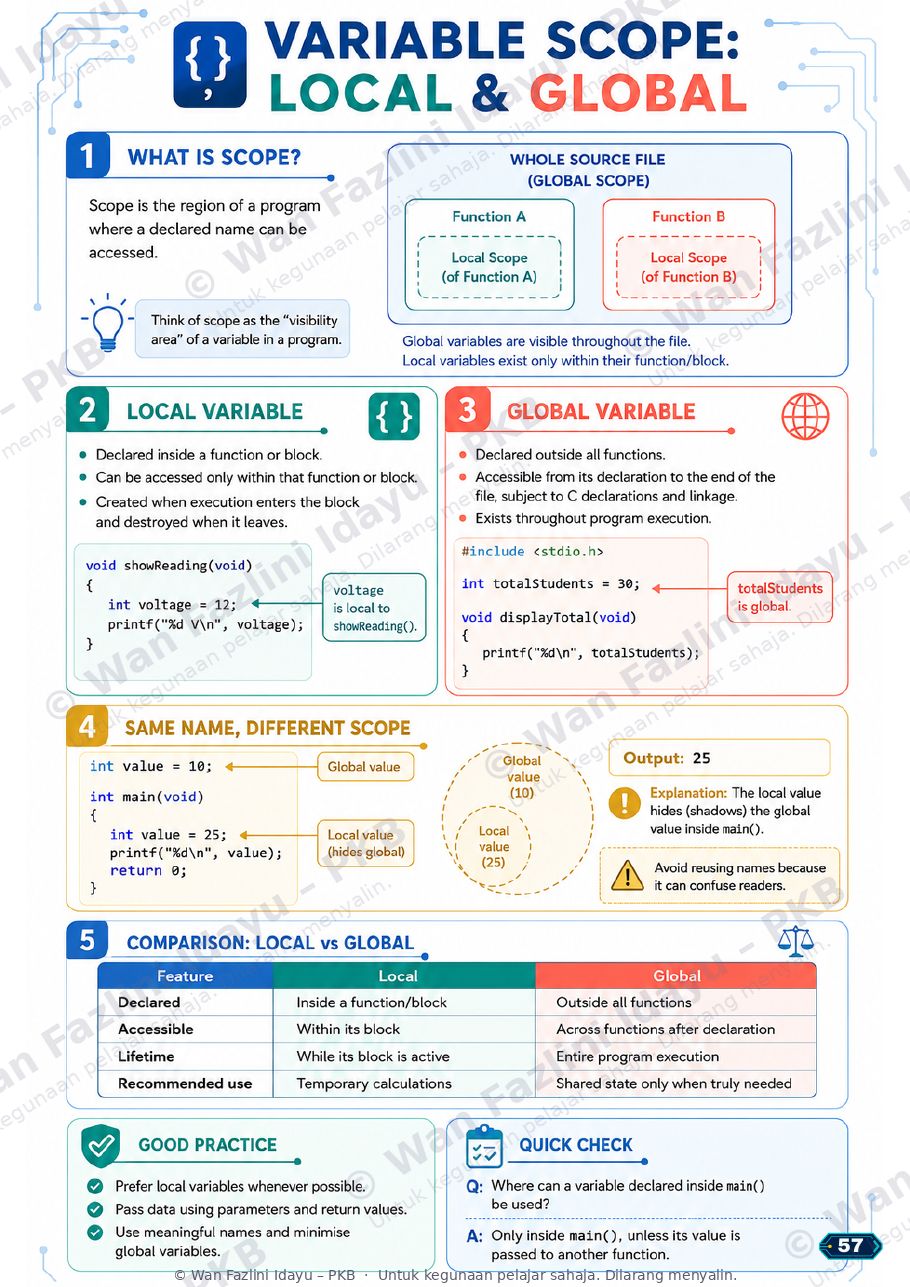 { }
,
VARIABLE SCOPE:
LOCAL & GLOBAL
1 WHAT IS SCOPE?
Scope is the region of a program
where a declared name can be
accessed.
Think of scope as the “visibility
area” of a variable in a program.
WHOLE SOURCE FILE
(GLOBAL SCOPE)
Function A
Local Scope
(of Function A)
Function B
Local Scope
(of Function B)
Global variables are visible throughout the file.
Local variables exist only within their function/block.
2 LOCAL VARIABLE
{ }
• Declared inside a function or block.
• Can be accessed only within that function or block.
• Created when execution enters the block
and destroyed when it leaves.
void showReading(void)
{
int voltage = 12;
printf("%d V\n", voltage);
}
voltage
is local to
showReading().
3 GLOBAL VARIABLE
• Declared outside all functions.
• Accessible from its declaration to the end of the
file, subject to C declarations and linkage.
• Exists throughout program execution.
#include <stdio.h>
int totalStudents = 30;
void displayTotal(void)
{
printf("%d\n", totalStudents);
}
totalStudents
is global.
4 SAME NAME, DIFFERENT SCOPE
int value = 10;
int main(void)
{
int value = 25;
printf("%d\n", value);
return 0;
}
Global value
Local value
(hides global)
Global
value
(10)
Local
value
(25)
Output: 25
Explanation: The local value
hides (shadows) the global
value inside main().
Avoid reusing names because
it can confuse readers.
5 COMPARISON: LOCAL vs GLOBAL
Feature Local Global
Declared Inside a function/block Outside all functions
Accessible Within its block Across functions after declaration
Lifetime While its block is active Entire program execution
Recommended use Temporary calculations Shared state only when truly needed
GOOD PRACTICE
Prefer local variables whenever possible.
Pass data using parameters and return values.
Use meaningful names and minimise
global variables.
QUICK CHECK
Q: Where can a variable declared inside main()
be used?
A: Only inside main(), unless its value is
passed to another function.
57
© Wan Fazlini Idayu – PKB · Untuk kegunaan pelajar sahaja. Dilarang menyalin.
© Wan Fazlini Idayu – PKB
Untuk kegunaan pelajar sahaja. Dilarang menyalin.